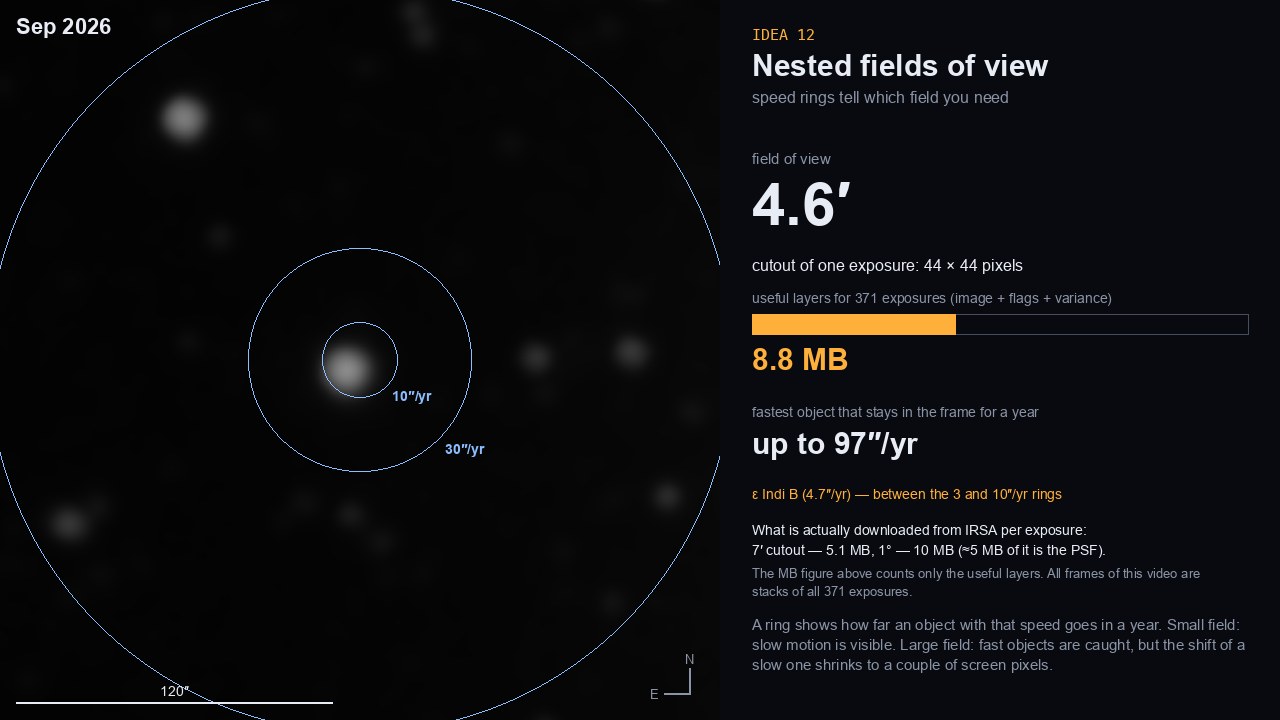 Sep 2026
10″/yr
30″/yr
120″
N
E
IDEA 12
Nested fields of view
speed rings tell which field you need
field of view
4.6′
cutout of one exposure: 44 × 44 pixels
useful layers for 371 exposures (image + flags + variance)
8.8 MB
fastest object that stays in the frame for a year
up to 97″/yr
ε Indi B (4.7″/yr) — between the 3 and 10″/yr rings
What is actually downloaded from IRSA per exposure:
7′ cutout — 5.1 MB, 1° — 10 MB (≈5 MB of it is the PSF).
The MB figure above counts only the useful layers. All frames of this video are
stacks of all 371 exposures.
A ring shows how far an object with that speed goes in a year. Small field:
slow motion is visible. Large field: fast objects are caught, but the shift of a
slow one shrinks to a couple of screen pixels.